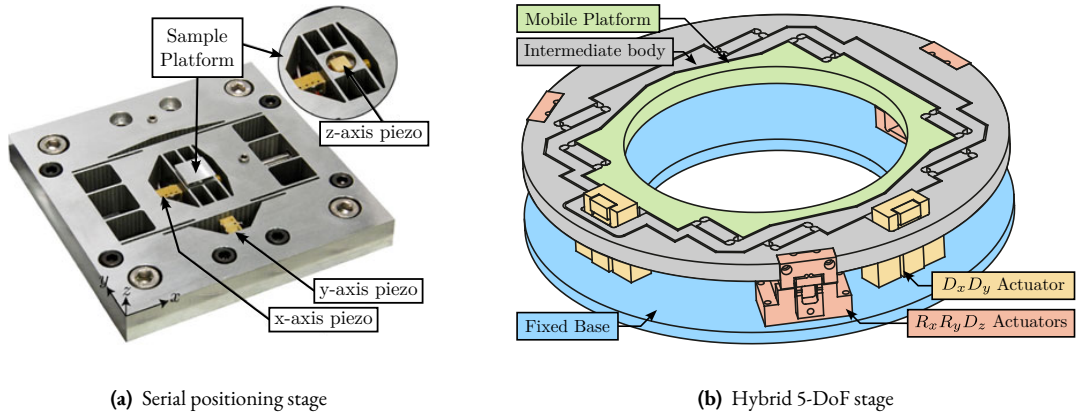 Sample
Platform
z-axis piezo
y
z
x
y-axis piezo
x-axis piezo
(a) Serial positioning stage
Mobile Platform
Intermediate body
DxDy Actuator
Fixed Base
RxRyDz Actuators
(b) Hybrid 5-DoF stage